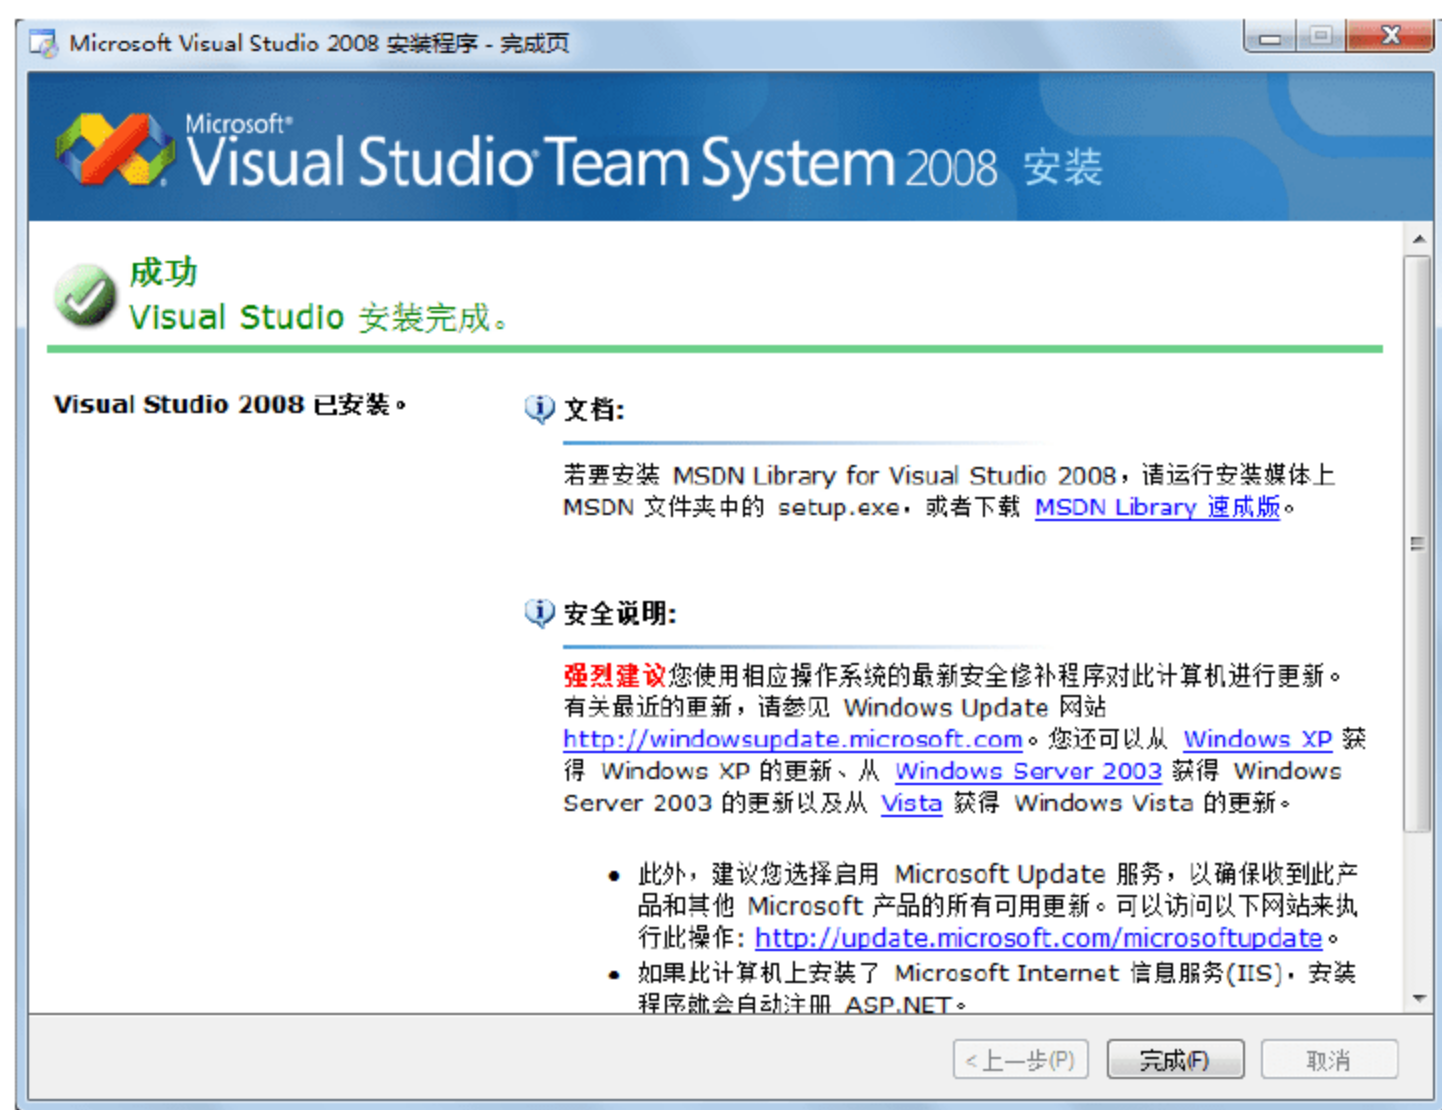 Microsoft Visual Studio 2008 安装程序 - 完成页
Microsoft®
Visual Studio Team System 2008 安装
成功
Visual Studio 安装完成。
Visual Studio 2008 已安装。
文档:
若要安装 MSDN Library for Visual Studio 2008，请运行安装媒体上
MSDN 文件夹中的 setup.exe，或者下载 MSDN Library 速成版。
安全说明:
强烈建议您使用相应操作系统的最新安全修补程序对此计算机进行更新。
有关最近的更新，请参见 Windows Update 网站
http://windowsupdate.microsoft.com。您还可以从 Windows XP 获
得 Windows XP 的更新、从 Windows Server 2003 获得 Windows
Server 2003 的更新以及从 Vista 获得 Windows Vista 的更新。
• 此外，建议您选择启用 Microsoft Update 服务，以确保收到此产
品和其他 Microsoft 产品的所有可用更新。可以访问以下网站来执
行此操作: http://update.microsoft.com/microsoftupdate。
• 如果此计算机上安装了 Microsoft Internet 信息服务(IIS)，安装
程序就会自动注册 ASP.NET。
<上一步(P)
完成(F)
取消